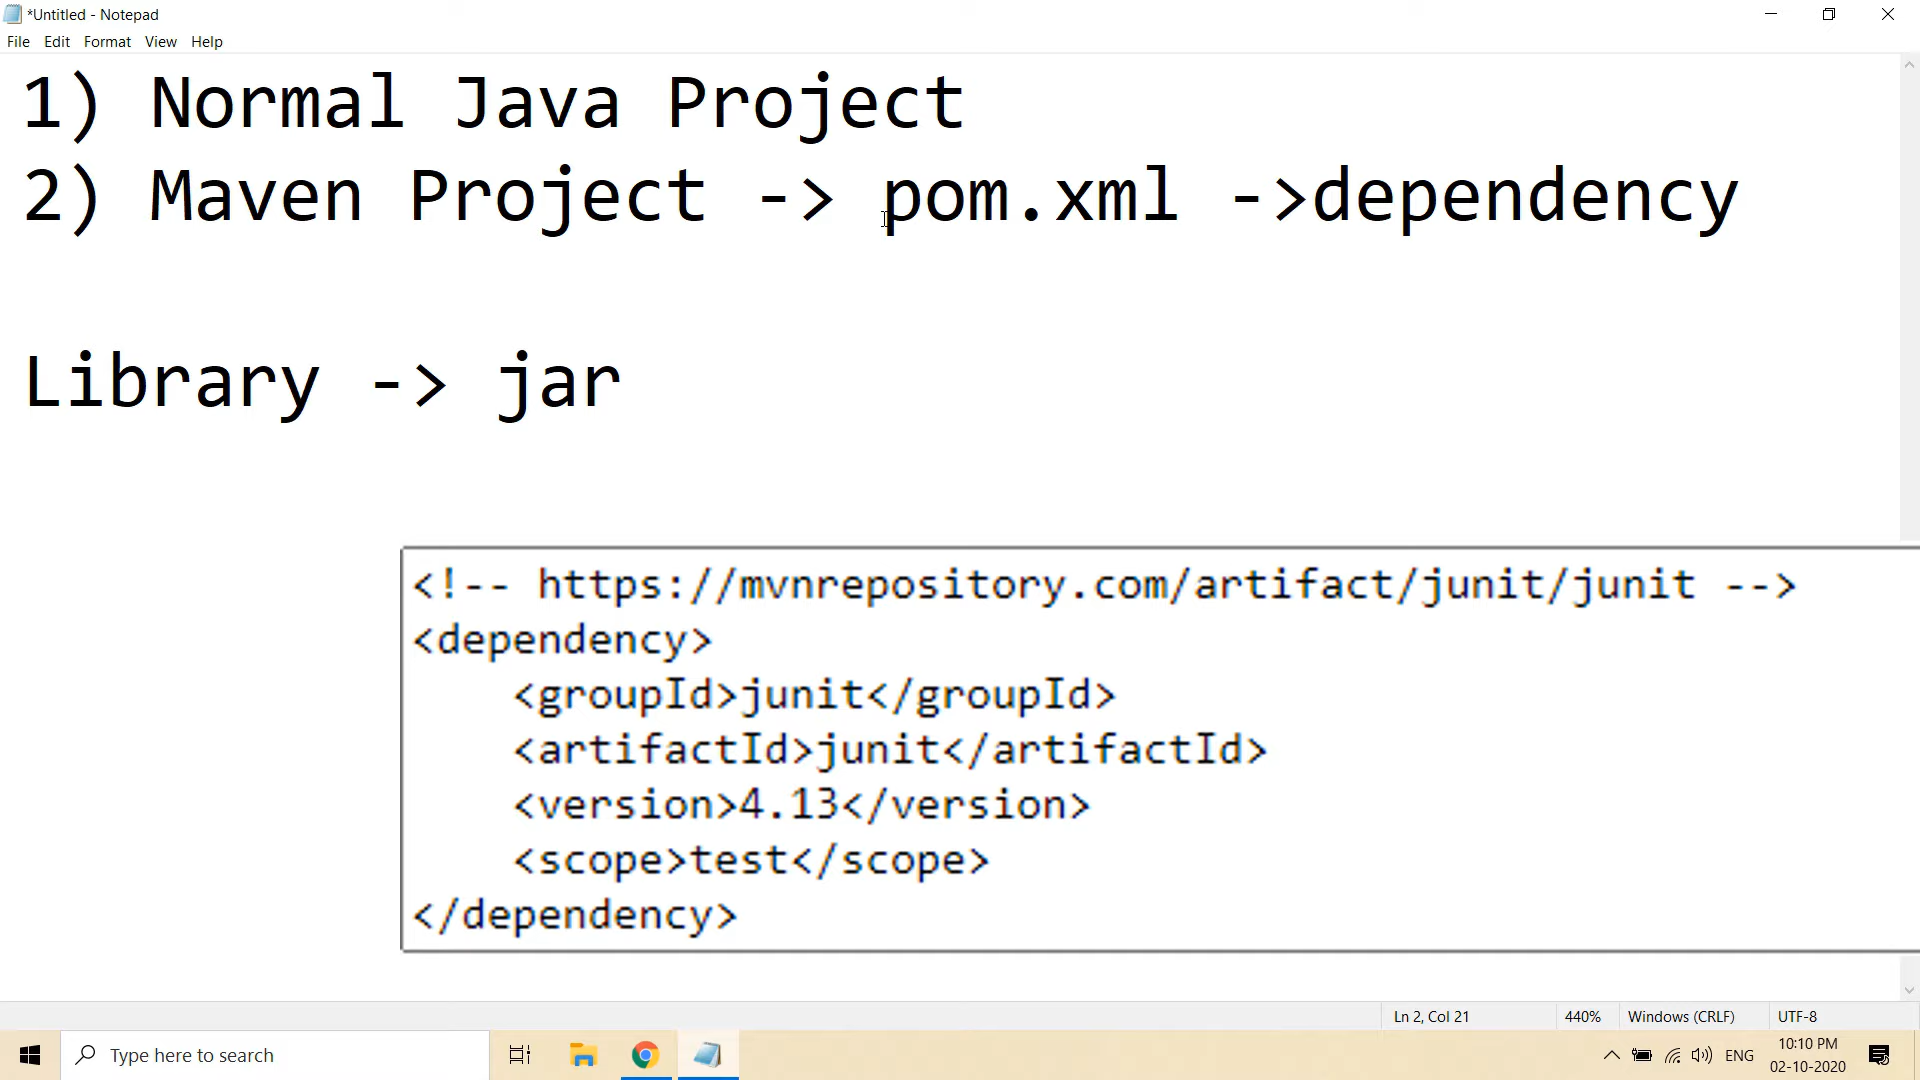 *Untitled - Notepad
File Edit Format View Help
1) Normal Java Project
2) Maven Project -> pom.xml ->dependency
Library -> jar
<!-- https://mvnrepository.com/artifact/junit/junit -->
<dependency>
    <groupId>junit</groupId>
    <artifactId>junit</artifactId>
    <version>4.13</version>
    <scope>test</scope>
</dependency>
Ln 2, Col 21 440% Windows (CRLF) UTF-8
Type here to search
ENG
10:10 PM
02-10-2020